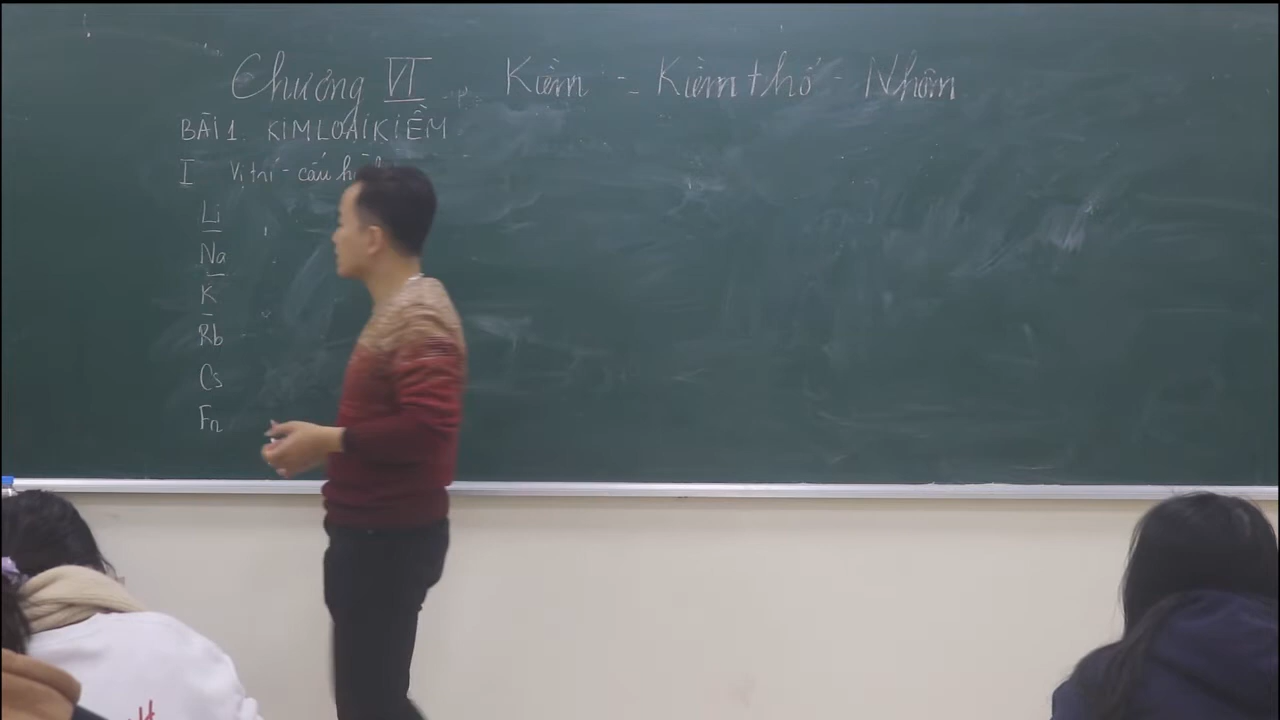 Chương VI Kiềm - Kiềm thổ - Nhôm
BÀI 1. KIM LOẠI KIỀM
I Vị trí - cấu
Li
Na
K
Rb
Cs
Fr